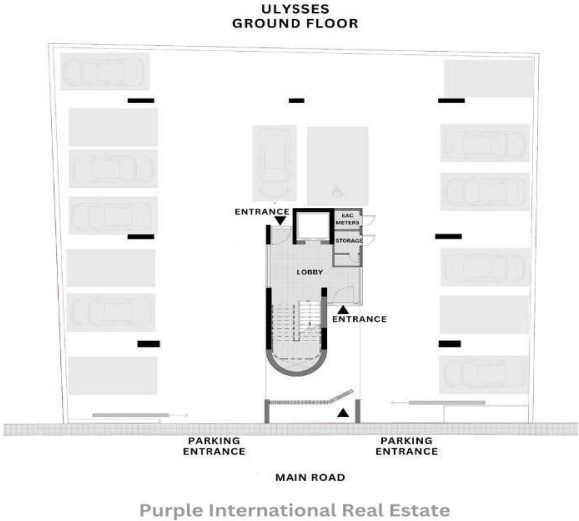 ULYSSES
GROUND FLOOR
ENTRANCE
EAC
METERS
STORAGE
LOBBY
ENTRANCE
PARKING
ENTRANCE
PARKING
ENTRANCE
MAIN ROAD
Purple International Real Estate